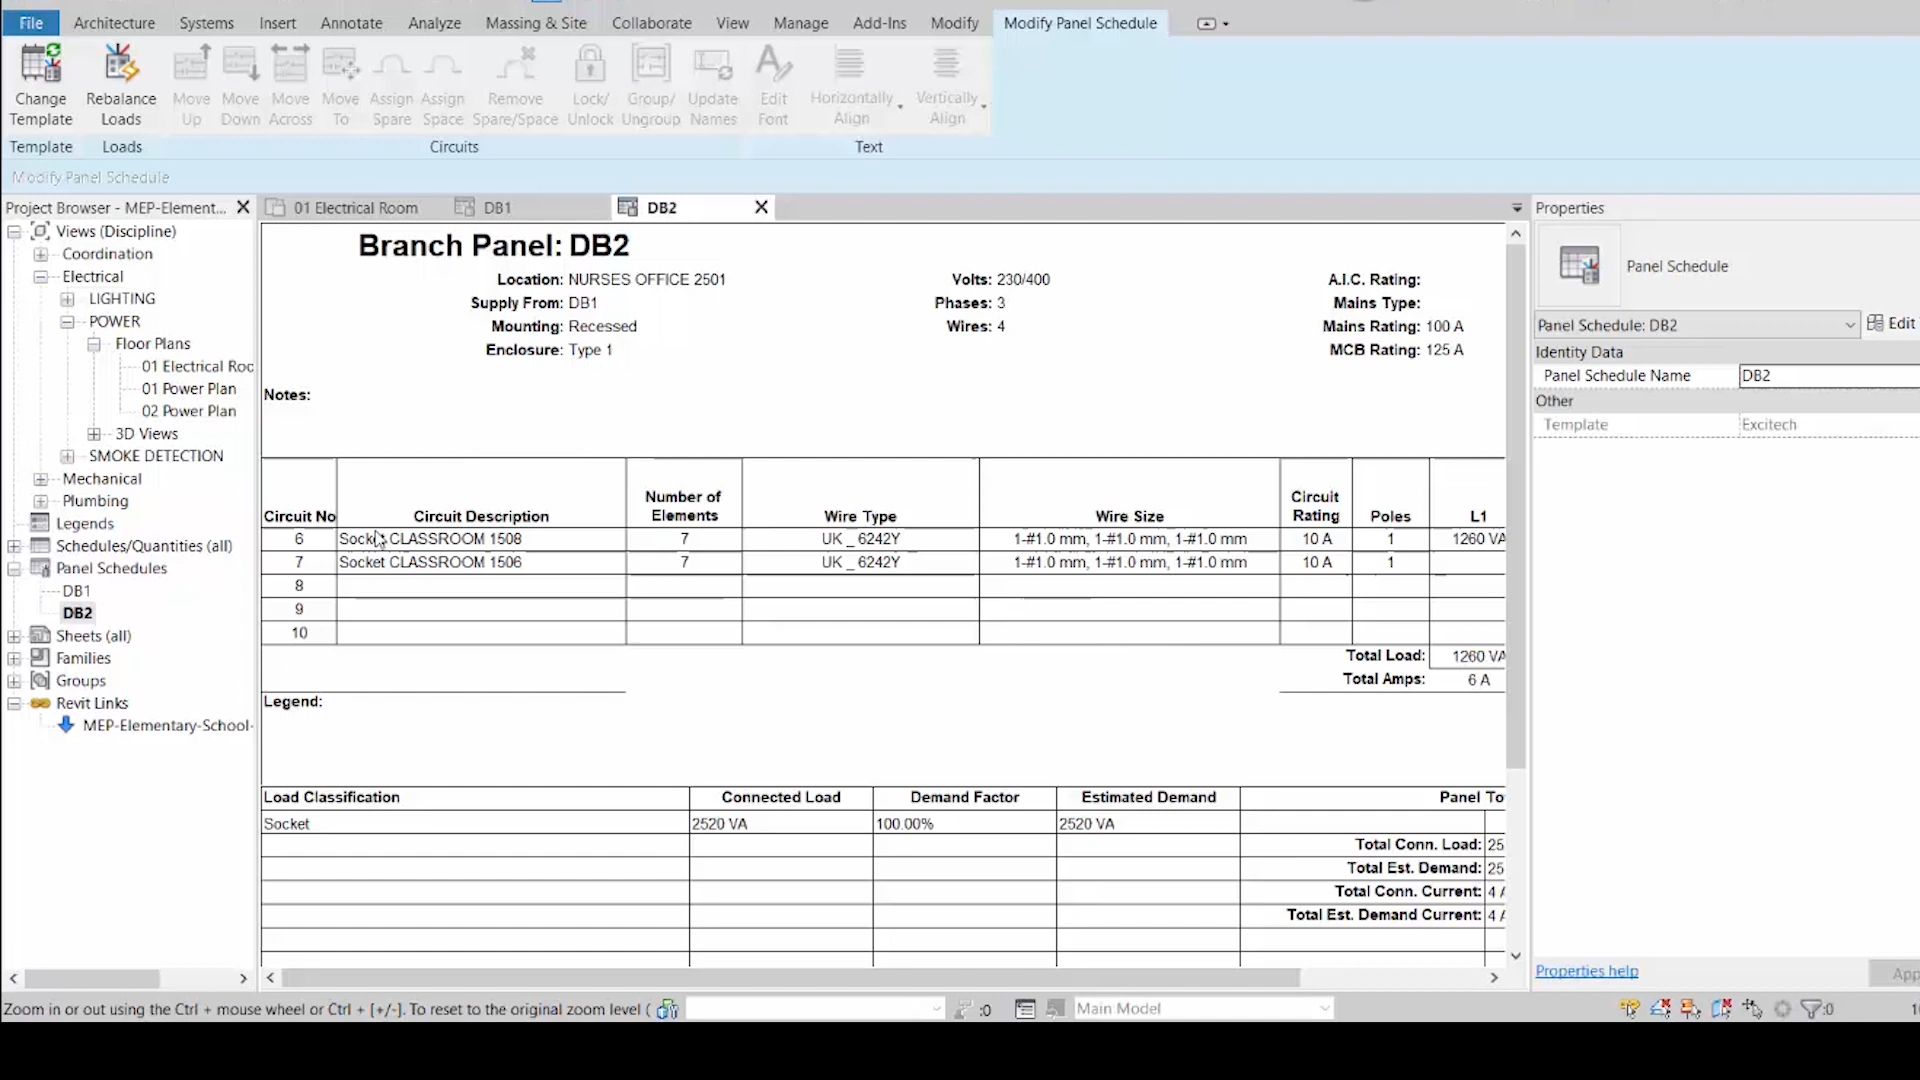 File Architecture Systems Insert Annotate Analyze Massing & Site Collaborate View Manage Add-Ins Modify Modify Panel Schedule
Change Template
Rebalance Loads
Move Up
Move Down
Move Across
Move To
Assign Spare
Assign Space
Remove Spare/Space
Lock/ Unlock
Group/ Ungroup
Update Names
Edit Font
Horizontally Align
Vertically Align
Template Loads Circuits Text
Modify Panel Schedule
Project Browser - MEP-Element...
Views (Discipline)
Coordination
Electrical
LIGHTING
POWER
Floor Plans
01 Electrical Roo
01 Power Plan
02 Power Plan
3D Views
SMOKE DETECTION
Mechanical
Plumbing
Legends
Schedules/Quantities (all)
Panel Schedules
DB1
DB2
Sheets (all)
Families
Groups
Revit Links
MEP-Elementary-School-
01 Electrical Room DB1 DB2
Branch Panel: DB2
Location: NURSES OFFICE 2501 Volts: 230/400 A.I.C. Rating:
Supply From: DB1 Phases: 3 Mains Type:
Mounting: Recessed Wires: 4 Mains Rating: 100 A
Enclosure: Type 1 MCB Rating: 125 A
Notes:
Circuit No Circuit Description Number of Elements Wire Type Wire Size Circuit Rating Poles L1
6 Socket CLASSROOM 1508 7 UK _ 6242Y 1-#1.0 mm, 1-#1.0 mm, 1-#1.0 mm 10 A 1 1260 VA
7 Socket CLASSROOM 1506 7 UK _ 6242Y 1-#1.0 mm, 1-#1.0 mm, 1-#1.0 mm 10 A 1
8
9
10
Total Load: 1260 VA
Total Amps: 6 A
Legend:
Load Classification Connected Load Demand Factor Estimated Demand Panel To
Socket 2520 VA 100.00% 2520 VA
Total Conn. Load: 25
Total Est. Demand: 25
Total Conn. Current: 4 A
Total Est. Demand Current: 4 A
Properties
Panel Schedule
Panel Schedule: DB2 Edit
Identity Data
Panel Schedule Name DB2
Other
Template Excitech
Properties help App
Zoom in or out using the Ctrl + mouse wheel or Ctrl + [+/-]. To reset to the original zoom level ( :0 Main Model :0